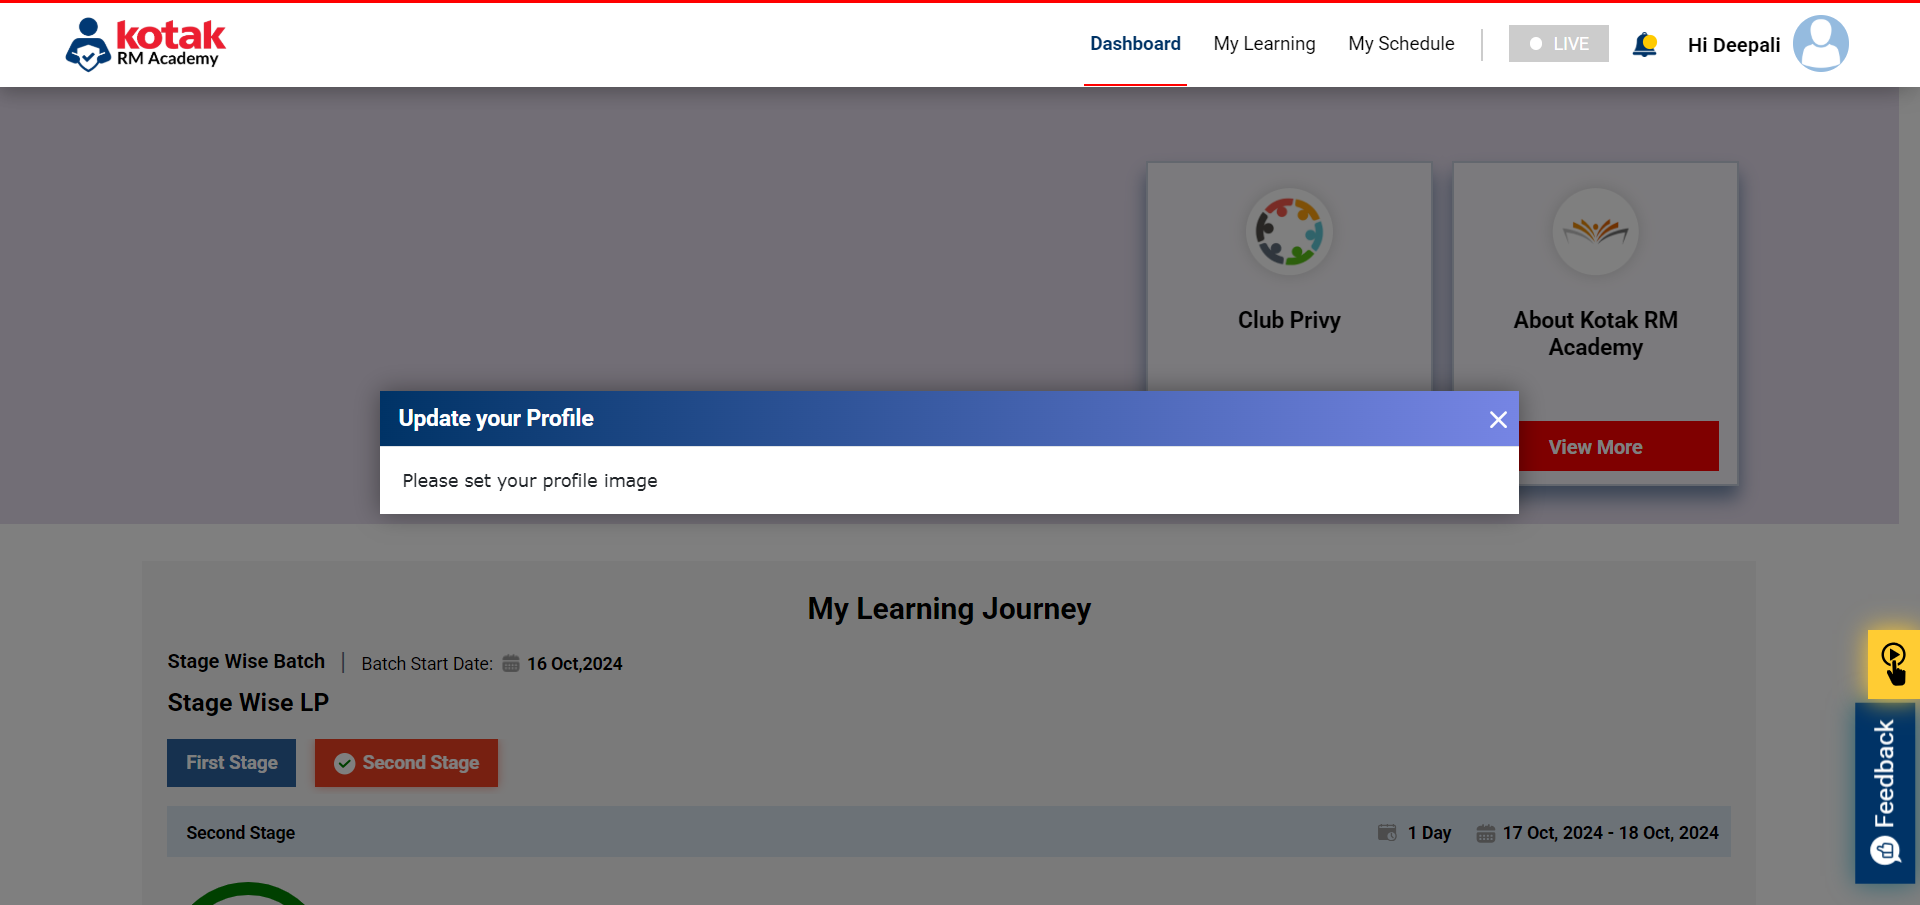 kotak
RM Academy
Dashboard
My Learning
My Schedule
LIVE
Hi Deepali
Club Privy
About Kotak RM
Academy
View More
Update your Profile
Please set your profile image
My Learning Journey
Stage Wise Batch
Batch Start Date: 16 Oct,2024
Stage Wise LP
First Stage
Second Stage
Second Stage
1 Day
17 Oct, 2024 - 18 Oct, 2024
Feedback